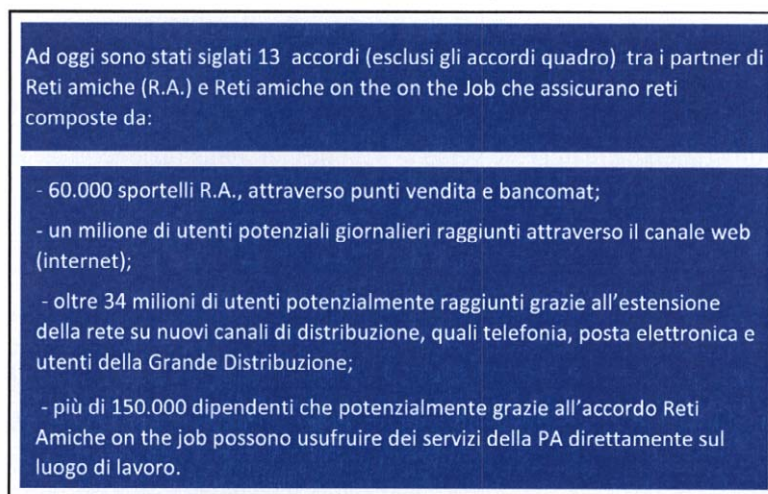 Ad oggi sono stati siglati 13 accordi (esclusi gli accordi quadro) tra i partner di
Reti amiche (R.A.) e Reti amiche on the on the Job che assicurano reti
composte da:
- 60.000 sportelli R.A., attraverso punti vendita e bancomat;
- un milione di utenti potenziali giornalieri raggiunti attraverso il canale web
(internet);
- oltre 34 milioni di utenti potenzialmente raggiunti grazie all'estensione
della rete su nuovi canali di distribuzione, quali telefonia, posta elettronica e
utenti della Grande Distribuzione;
- più di 150.000 dipendenti che potenzialmente grazie all'accordo Reti
Amiche on the job possono usufruire dei servizi della PA direttamente sul
luogo di lavoro.